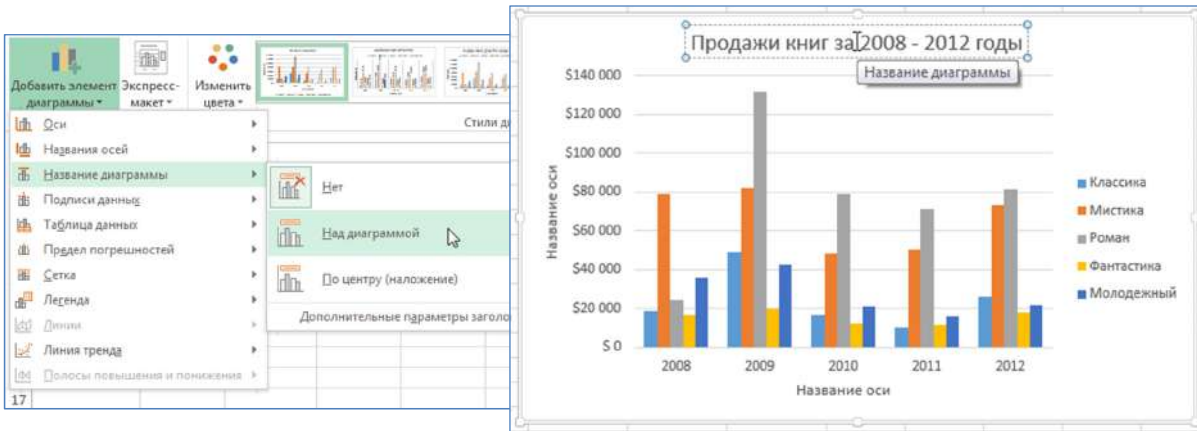 Добавить элемент диаграммы
Экспресс-макет
Изменить цвета
Стили ди
Оси
Названия осей
Название диаграммы
Подписи данных
Таблица данных
Предел погрешностей
Сетка
Легенда
Линии
Линия тренда
Полосы повышения и понижения
17
Нет
Над диаграммой
По центру (наложение)
Дополнительные параметры заголо
Продажи книг за 2008 - 2012 годы
Название диаграммы
$140 000
$120 000
$100 000
$80 000
$60 000
$40 000
$20 000
$0
Название оси
2008 2009 2010 2011 2012
Название оси
Классика
Мистика
Роман
Фантастика
Молодежный